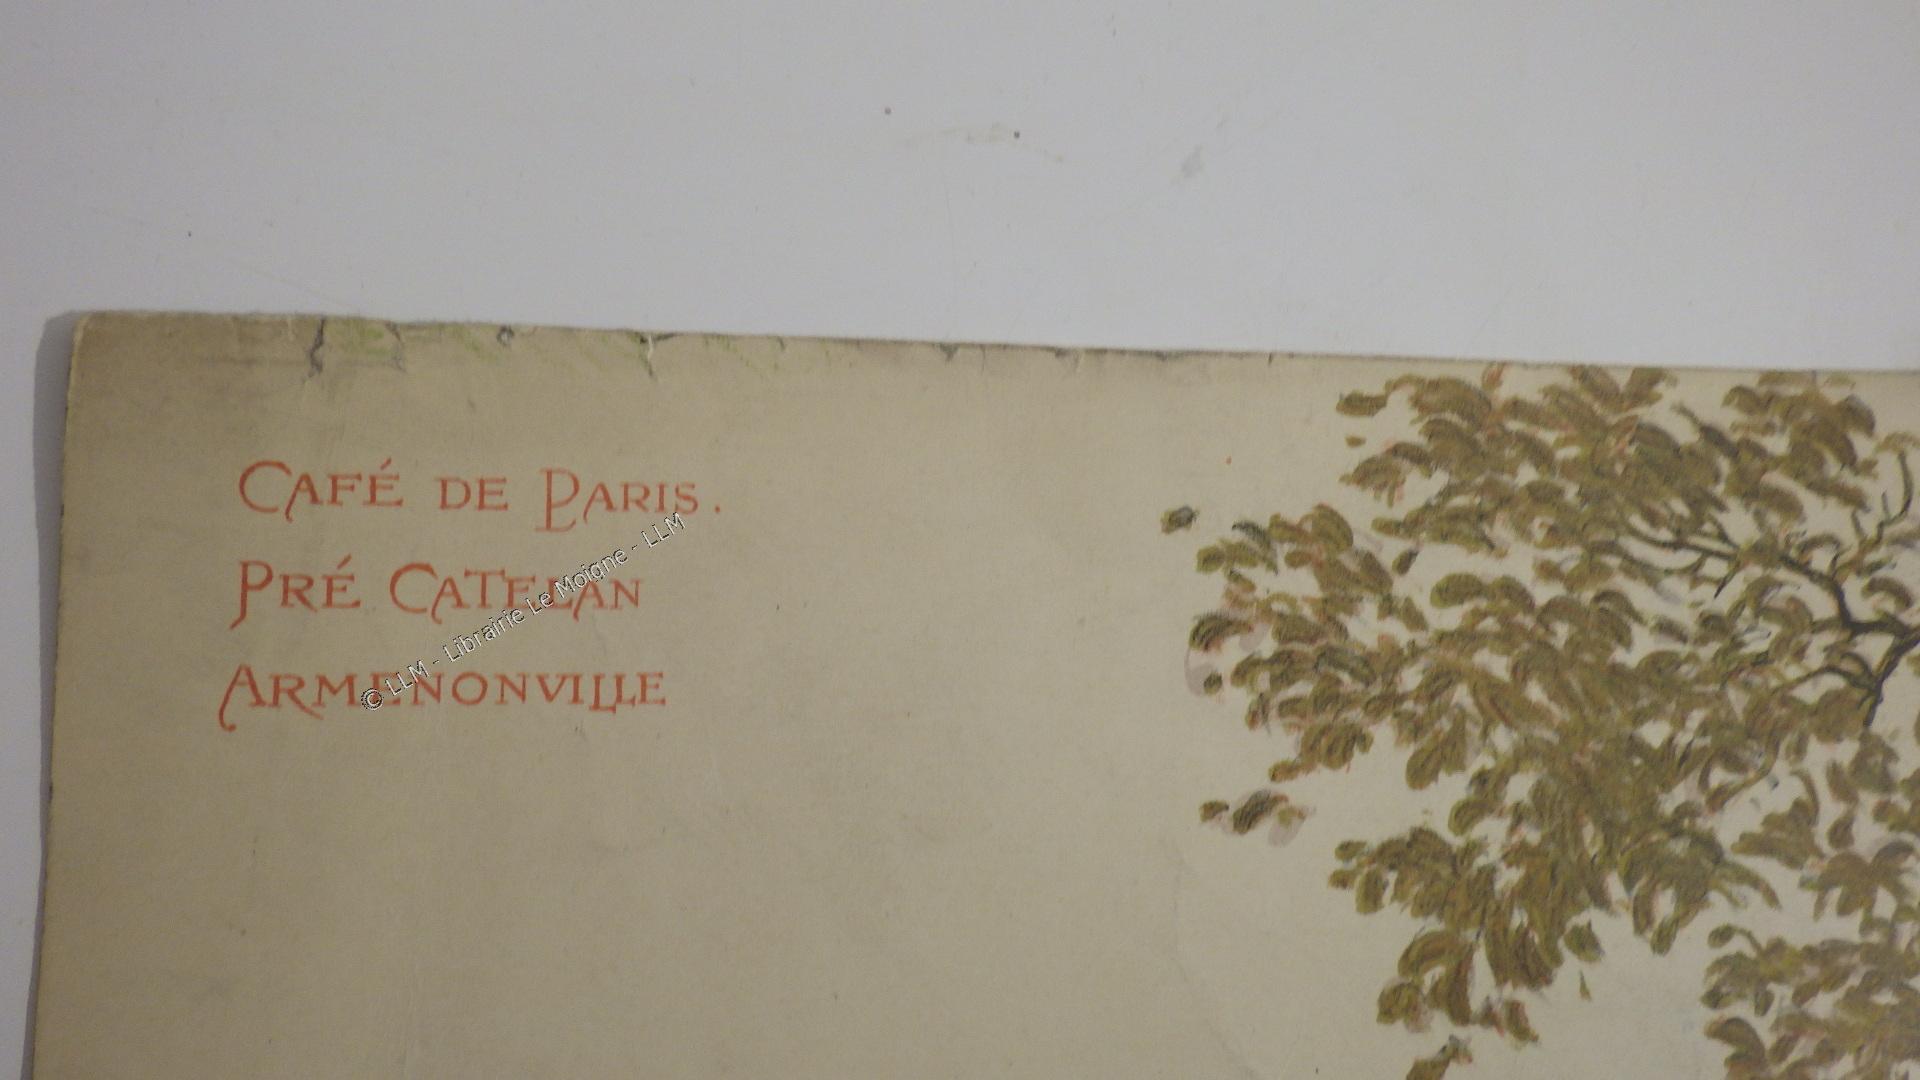 CAFÉ DE PARIS.
PRÉ CATELAN
ARMENONVILLE
© LLM - Librairie Le Moigne - LLM